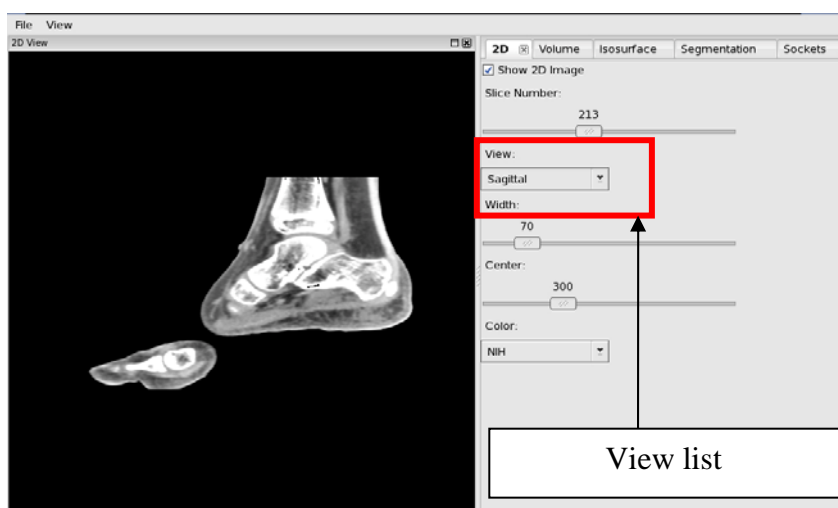 File View
2D View
2D Volume Isosurface Segmentation Sockets
Show 2D Image
Slice Number:
213
View:
Sagittal
Width:
70
Center:
300
Color:
NIH
View list